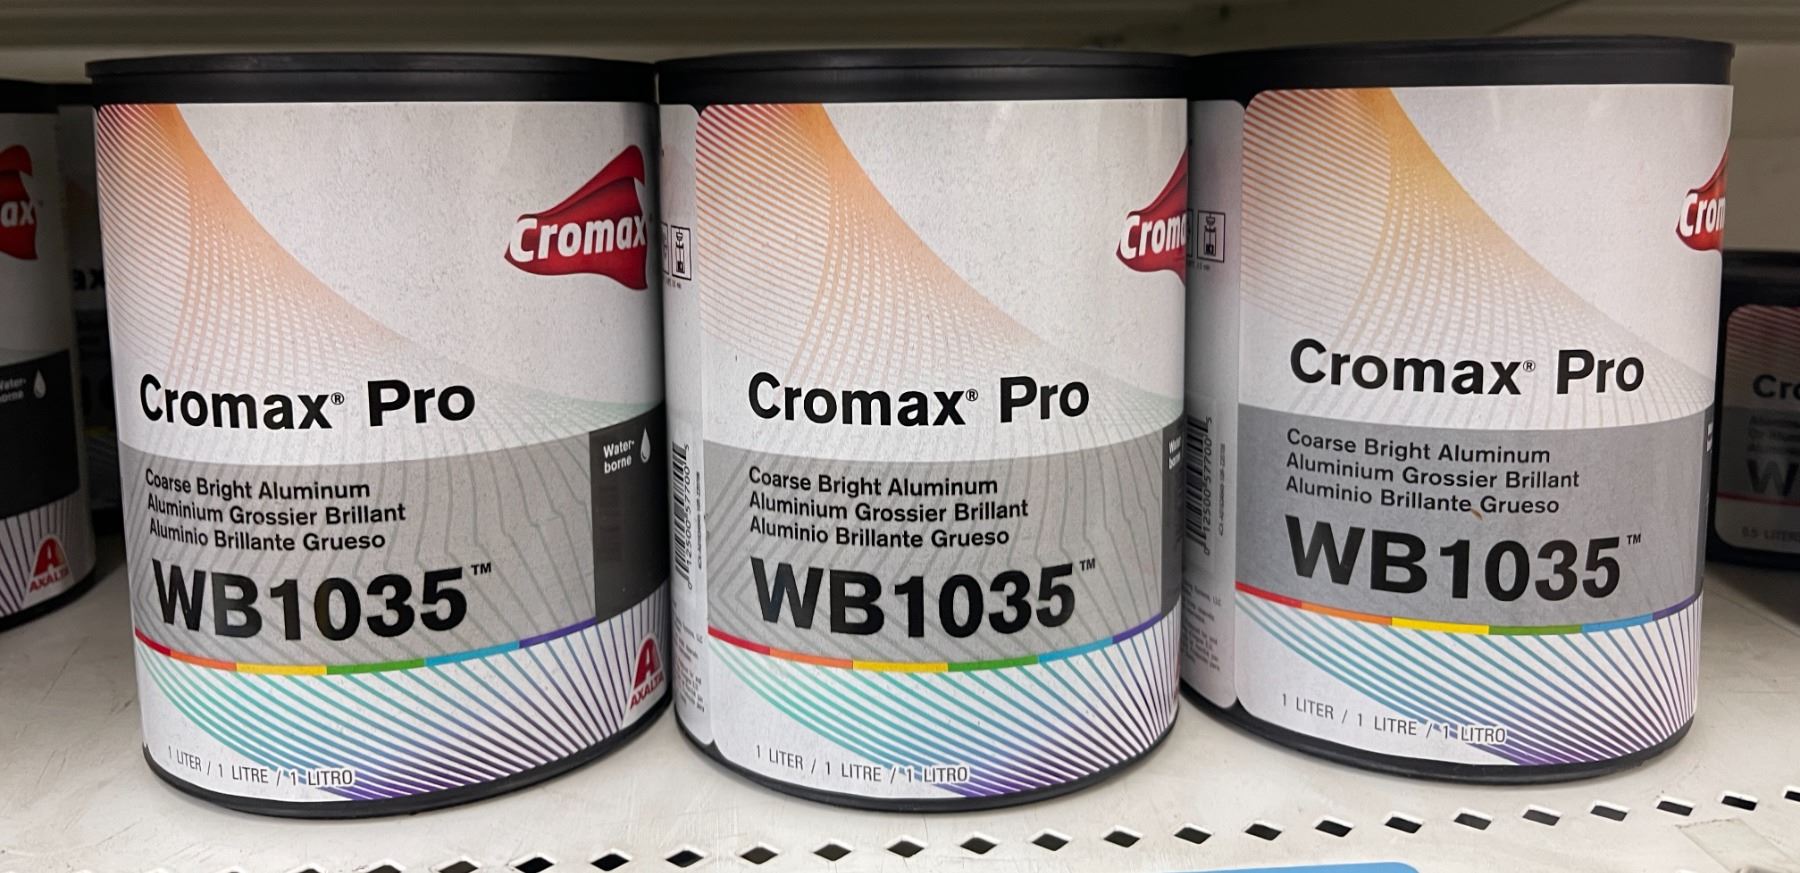 Cromax
Cromax® Pro
Water-
borne
Coarse Bright Aluminum
Aluminium Grossier Brillant
Aluminio Brillante Grueso
WB1035™
AXALTA
1 LITER / 1 LITRE / 1 LITRO
Cromax® Pro
Coarse Bright Aluminum
Aluminium Grossier Brillant
Aluminio Brillante Grueso
WB1035™
1 LITER / 1 LITRE / 1 LITRO
Cromax® Pro
Coarse Bright Aluminum
Aluminium Grossier Brillant
Aluminio Brillante Grueso
WB1035™
1 LITER / 1 LITRE / 1 LITRO
AXALTA